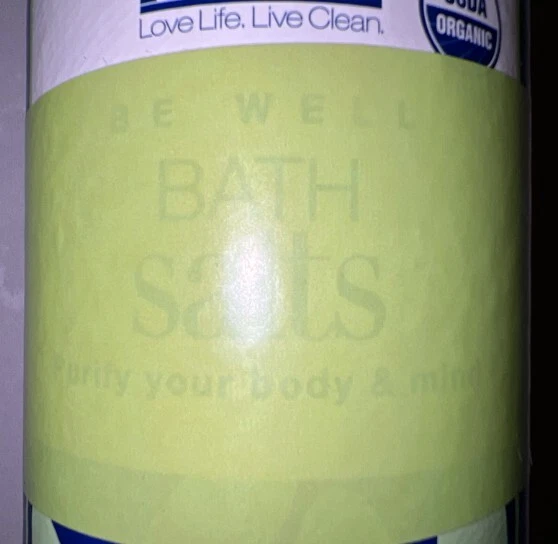 Love Life. Live Clean.
USDA
ORGANIC
BE WELL
BATH
salts
Purify your body & mind